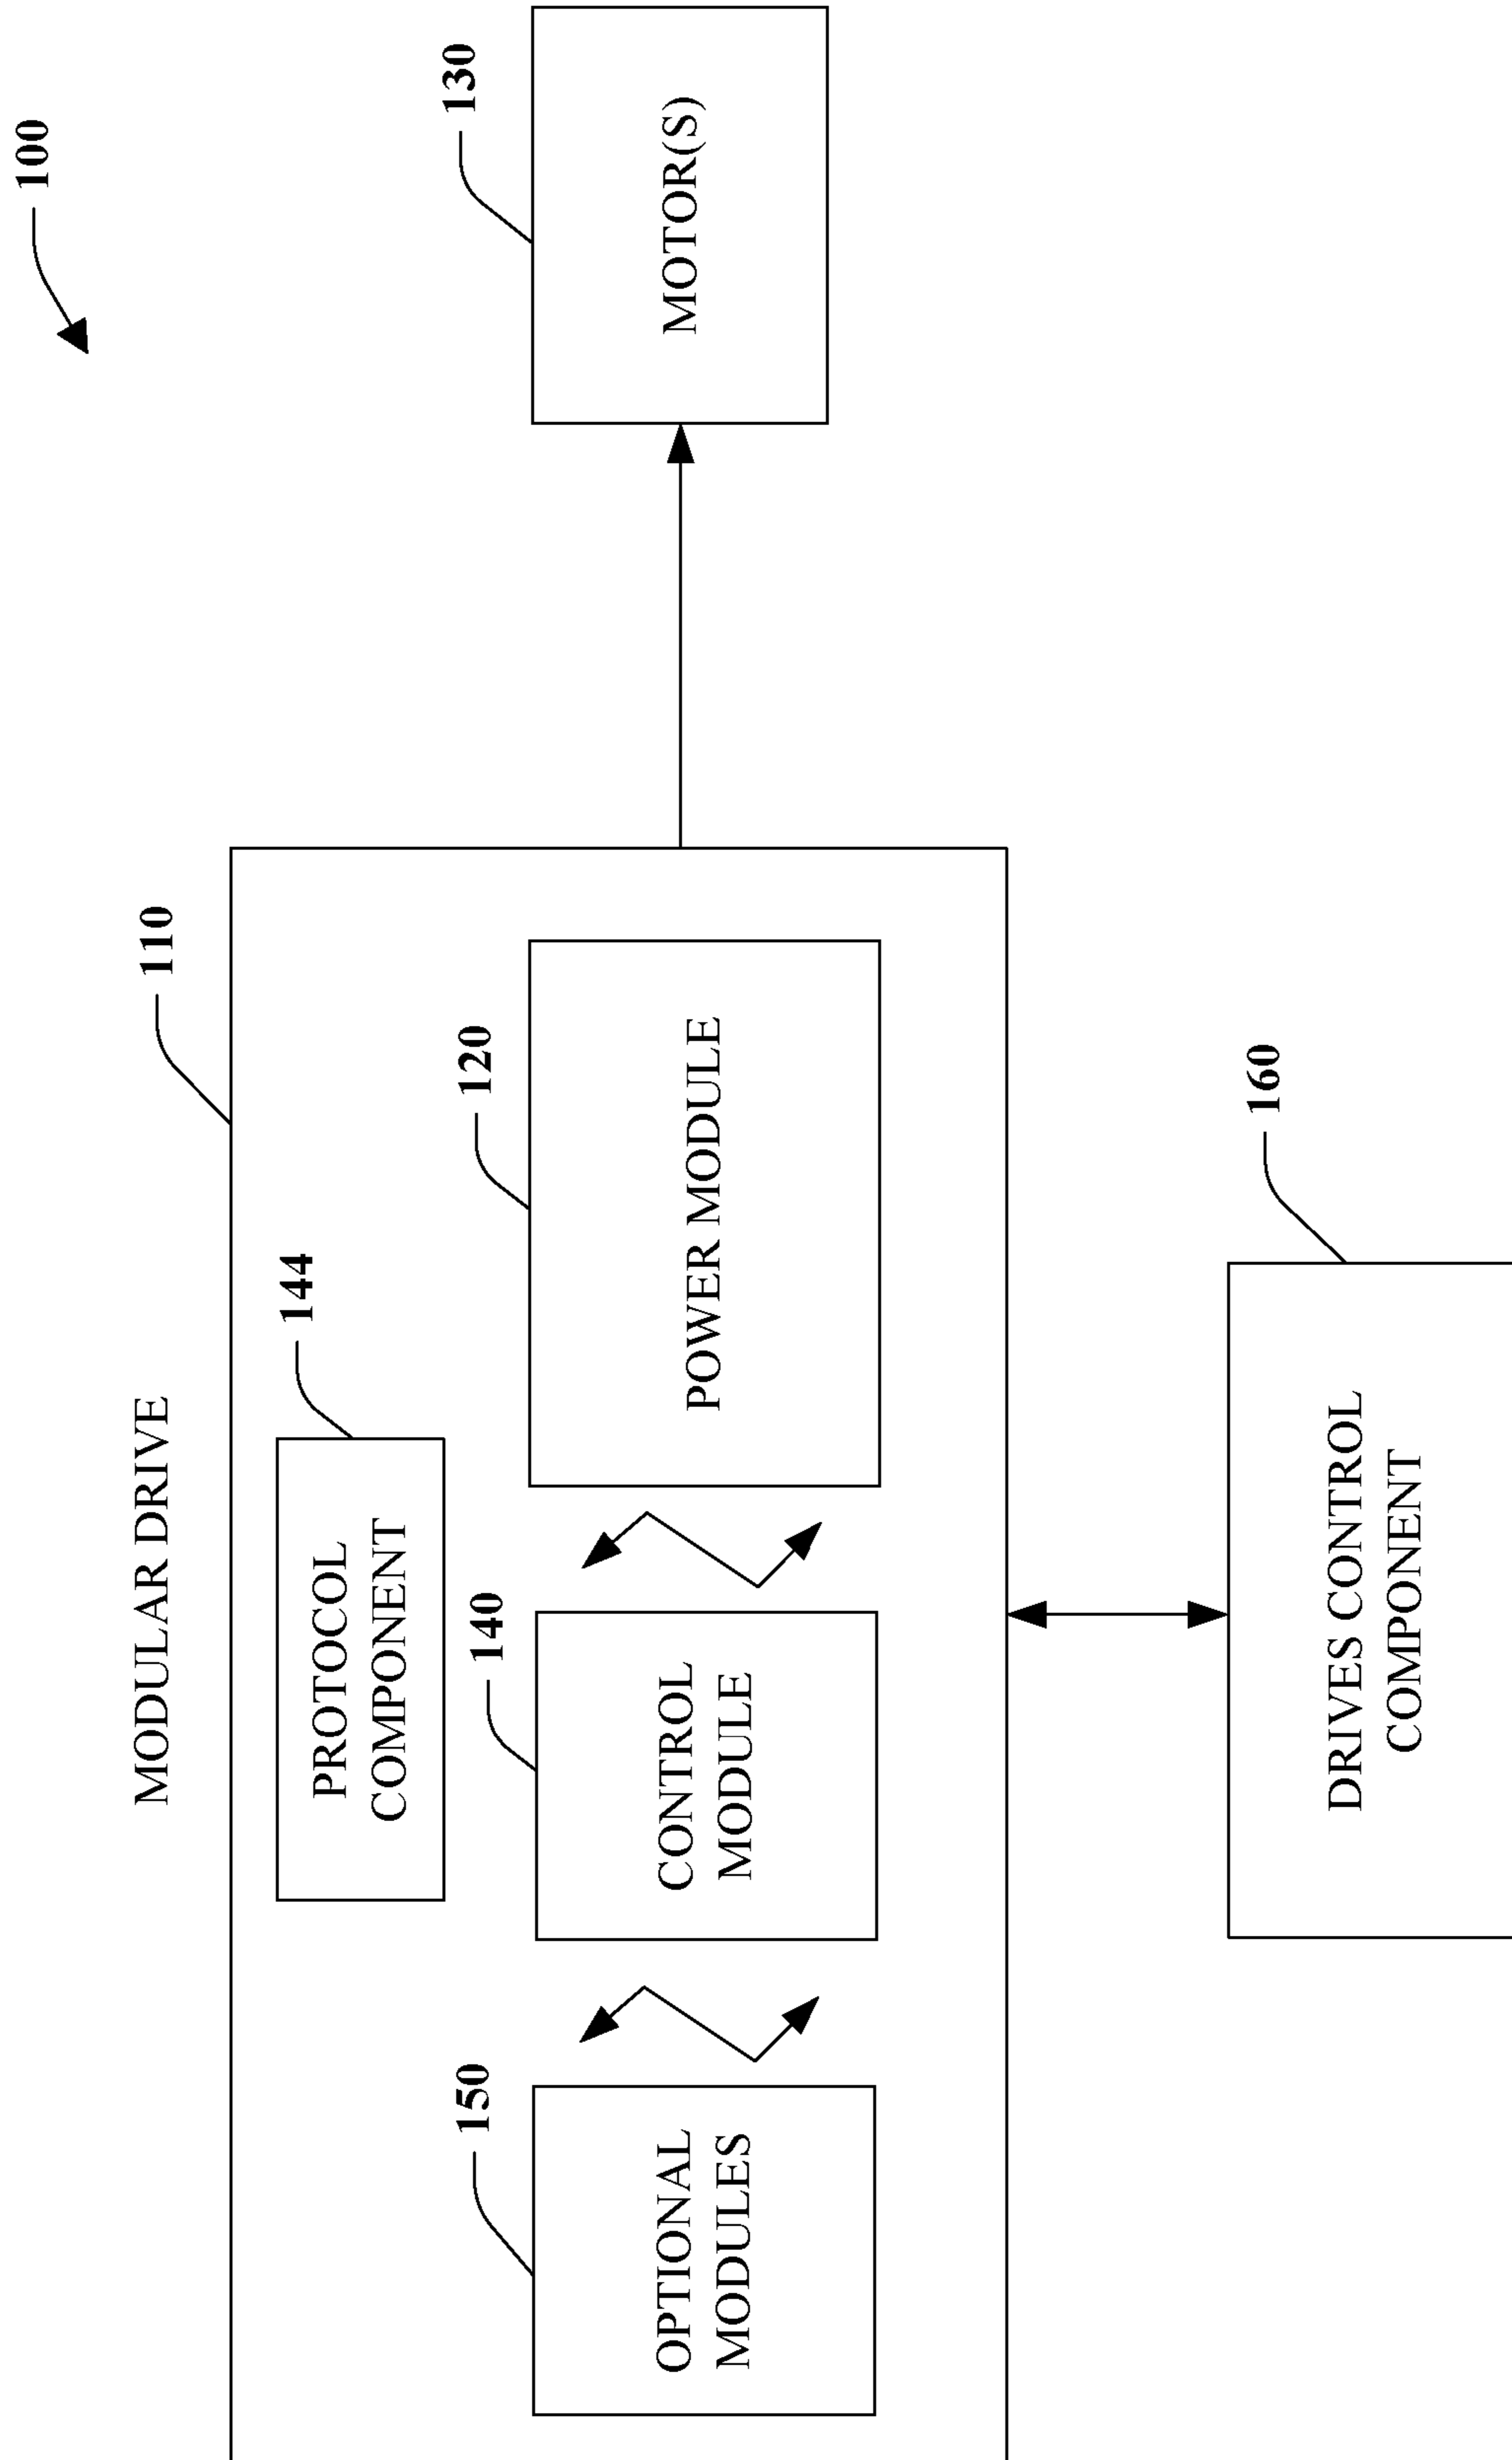 100
MODULAR DRIVE
110
130
144
PROTOCOL
COMPONENT
150
140
120
OPTIONAL
MODULES
CONTROL
MODULE
POWER MODULE
MOTOR(S)
160
DRIVES CONTROL
COMPONENT